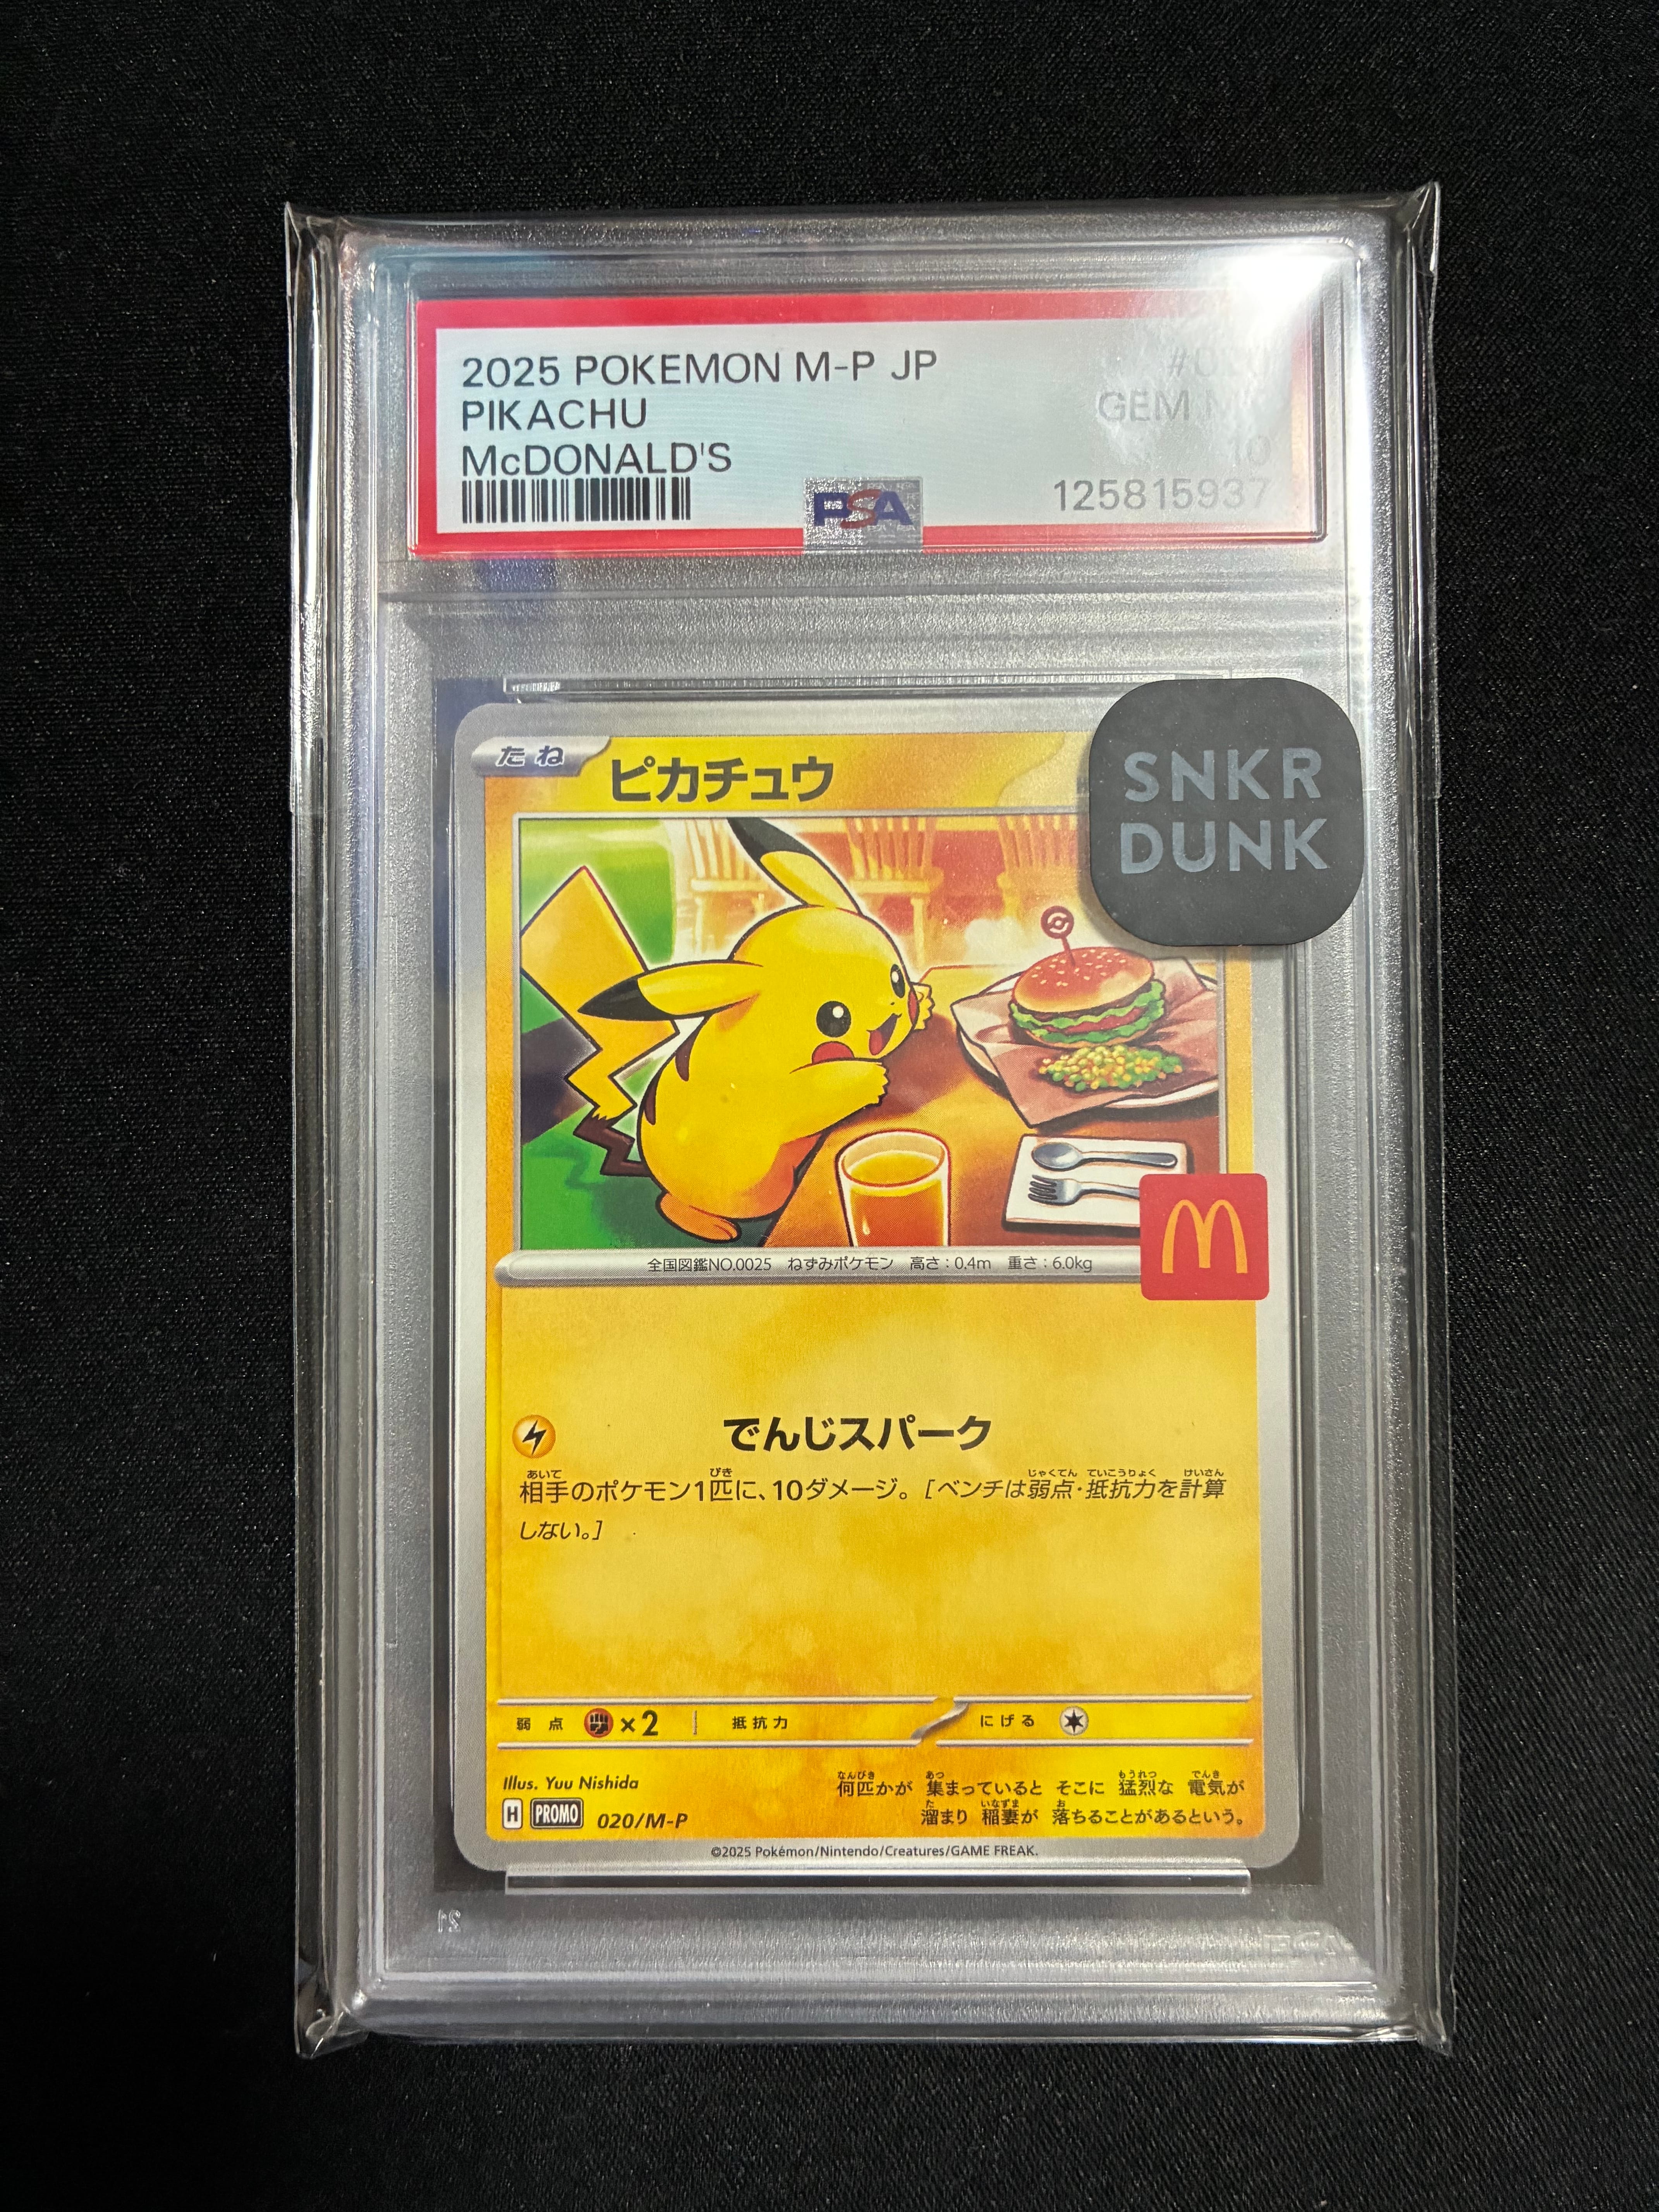 2025 POKEMON M-P JP
PIKACHU
GEM
McDONALD'S
10
PSA
125815937
SNKR
DUNK
たね
ピカチュウ
全国図鑑NO.0025 ねずみポケモン 高さ：0.4m 重さ：6.0kg
でんじスパーク
相手のポケモン1匹に、10ダメージ。［ベンチは弱点・抵抗力を計算
しない。］
弱点 ×2 抵抗力 にげる
Illus. Yuu Nishida
H PROMO 020/M-P
何匹かが 集まっていると そこに 猛烈な 電気が
溜まり 稲妻が 落ちることがあるという。
©2025 Pokémon/Nintendo/Creatures/GAME FREAK.